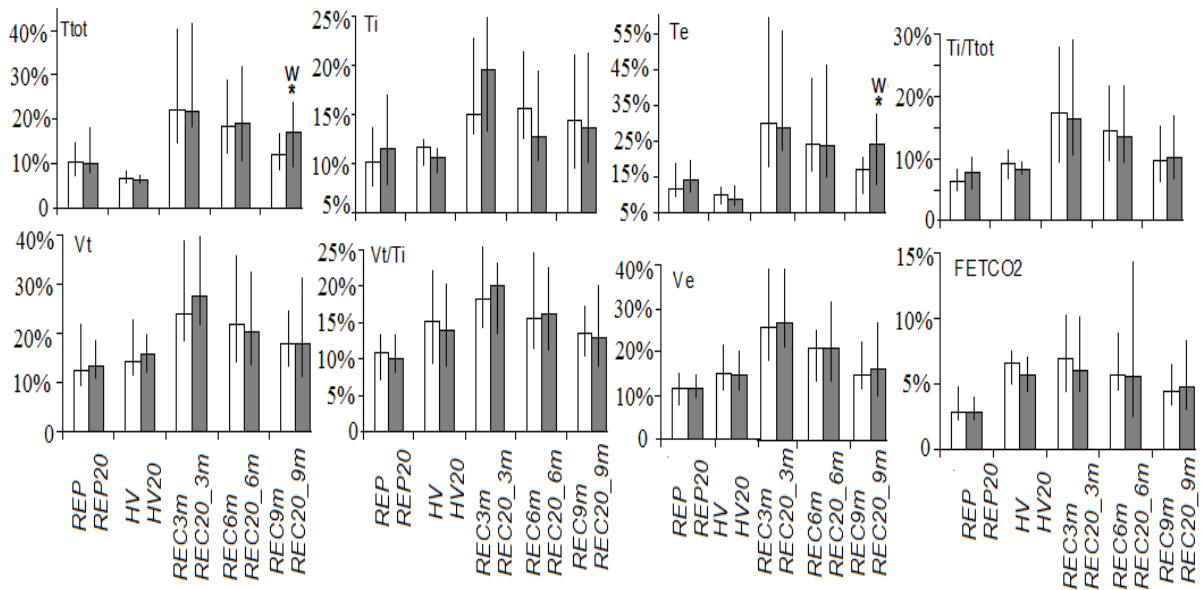 Ttot
40%
30%
20%
10%
0
W
*
Ti
25%
20%
15%
10%
5%
Te
55%
45%
35%
25%
15%
5%
W
*
Ti/Ttot
30%
20%
10%
0
Vt
40%
30%
20%
10%
0
Vt/Ti
25%
20%
15%
10%
5%
0
Ve
40%
30%
20%
10%
0
FETCO2
15%
10%
5%
0
REP
REP20
HV
HV20
REC3m
REC20_3m
REC6m
REC20_6m
REC9m
REC20_9m
REP
REP20
HV
HV20
REC3m
REC20_3m
REC6m
REC20_6m
REC9m
REC20_9m
REP
REP20
HV
HV20
REC3m
REC20_3m
REC6m
REC20_6m
REC9m
REC20_9m
REP
REP20
HV
HV20
REC3m
REC20_3m
REC6m
REC20_6m
REC9m
REC20_9m